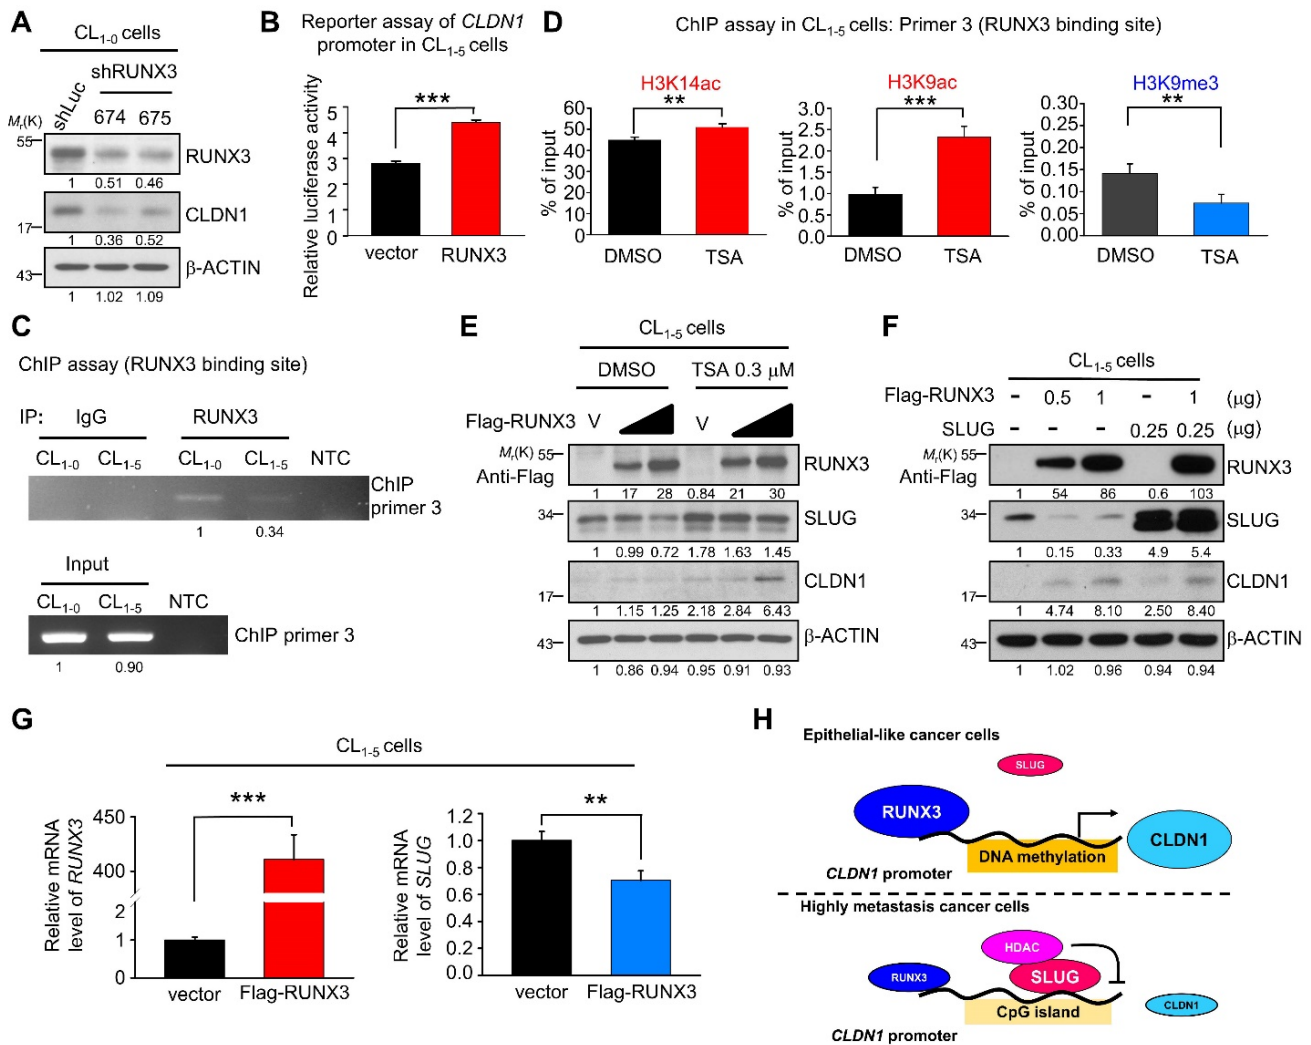 A
CL1-0 cells
shRUNX3
shLuc
674 675
Mr(K)
55
RUNX3
1 0.51 0.46
CLDN1
17
1 0.36 0.52
β-ACTIN
43
1 1.02 1.09
B
Reporter assay of CLDN1
promoter in CL1-5 cells
Relative luciferase activity
***
5
4
3
2
1
0
vector RUNX3
D
ChIP assay in CL1-5 cells: Primer 3 (RUNX3 binding site)
H3K14ac
**
% of input
60
50
40
30
20
10
0
DMSO TSA
H3K9ac
***
% of input
3.0
2.5
2.0
1.5
1.0
0.5
0.0
DMSO TSA
H3K9me3
**
% of input
0.30
0.25
0.20
0.15
0.10
0.05
0.00
DMSO TSA
C
ChIP assay (RUNX3 binding site)
IP: IgG RUNX3
CL1-0 CL1-5 CL1-0 CL1-5 NTC
ChIP
primer 3
1 0.34
Input
CL1-0 CL1-5 NTC
ChIP primer 3
1 0.90
E
CL1-5 cells
DMSO TSA 0.3 μM
Flag-RUNX3 V V
Mr(K) 55
Anti-Flag
RUNX3
1 17 28 0.84 21 30
34
SLUG
1 0.99 0.72 1.78 1.63 1.45
CLDN1
17
1 1.15 1.25 2.18 2.84 6.43
β-ACTIN
43
1 0.86 0.94 0.95 0.91 0.93
F
CL1-5 cells
Flag-RUNX3 - 0.5 1 - 1 (μg)
SLUG - - - 0.25 0.25 (μg)
Mr(K) 55
Anti-Flag
RUNX3
1 54 86 0.6 103
34
SLUG
1 0.15 0.33 4.9 5.4
CLDN1
17
1 4.74 8.10 2.50 8.40
β-ACTIN
43
1 1.02 0.96 0.94 0.94
G
CL1-5 cells
Relative mRNA
level of RUNX3
***
450
400
2
1
0
vector Flag-RUNX3
Relative mRNA
level of SLUG
**
1.2
1.0
0.8
0.6
0.4
0.2
0.0
vector Flag-RUNX3
H
Epithelial-like cancer cells
SLUG
RUNX3
CLDN1
DNA methylation
CLDN1 promoter
Highly metastasis cancer cells
HDAC
RUNX3
SLUG
CLDN1
CpG island
CLDN1 promoter